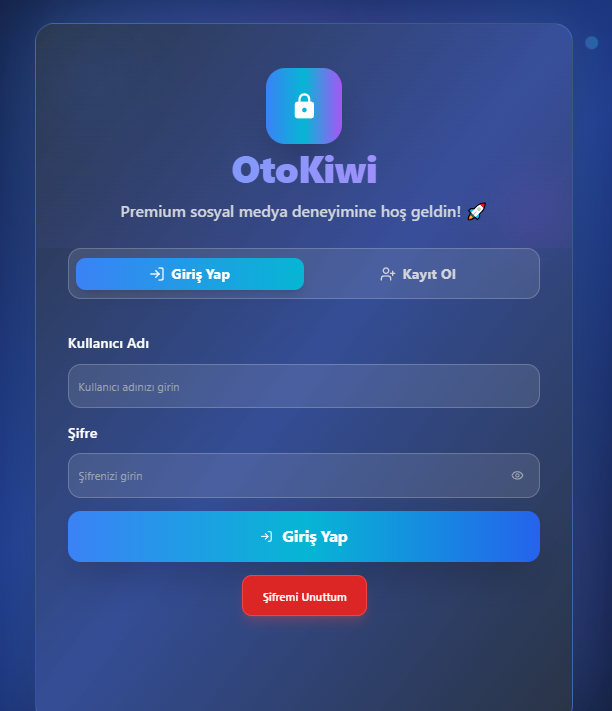 OtoKiwi
Premium sosyal medya deneyimine hoş geldin! 🚀
Giriş Yap
Kayıt Ol
Kullanıcı Adı
Kullanıcı adınızı girin
Şifre
Şifrenizi girin
Giriş Yap
Şifremi Unuttum